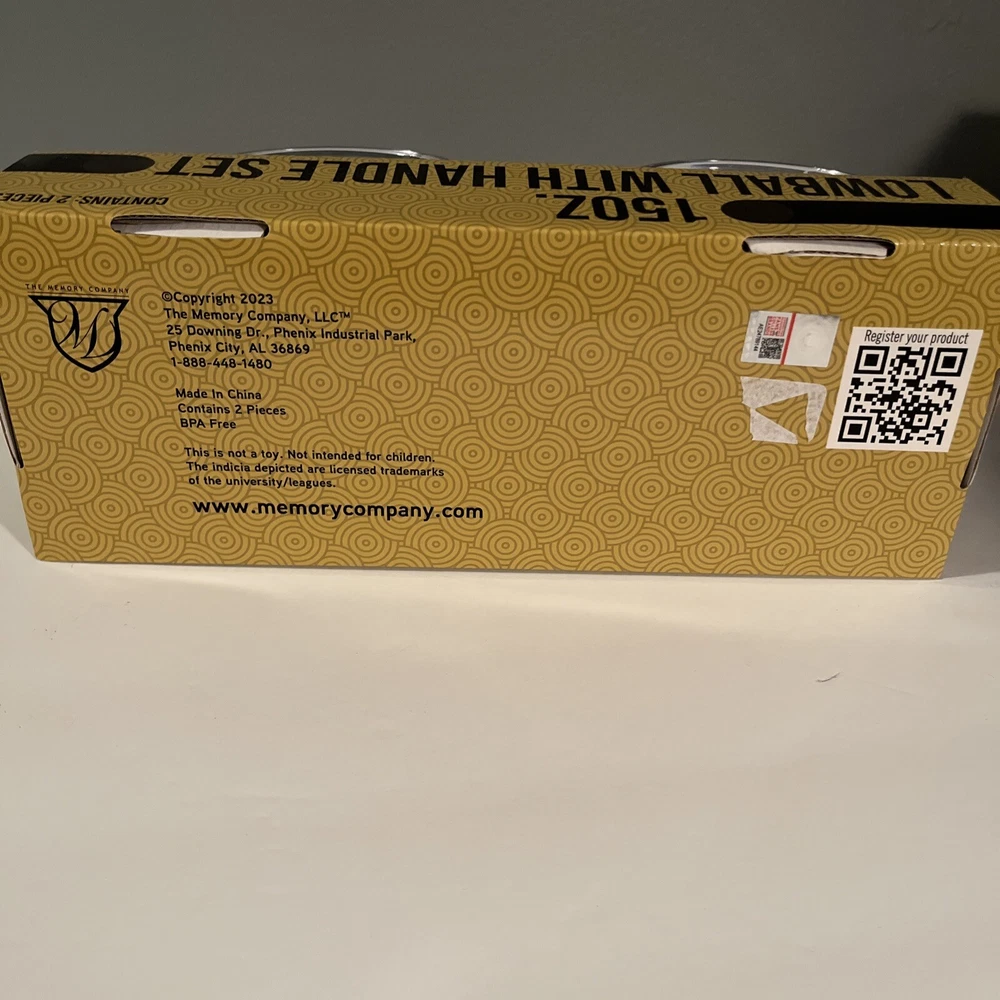 15OZ.
LOWBALL WITH HANDLE SET
CONTAINS: 2 PIECE
THE MEMORY COMPANY
M
©Copyright 2023
The Memory Company, LLC™
25 Downing Dr., Phenix Industrial Park,
Phenix City, AL 36869
1-888-448-1480
Made In China
Contains 2 Pieces
BPA Free
This is not a toy. Not intended for children.
The indicia depicted are licensed trademarks
of the university/leagues.
www.memorycompany.com
Register your product